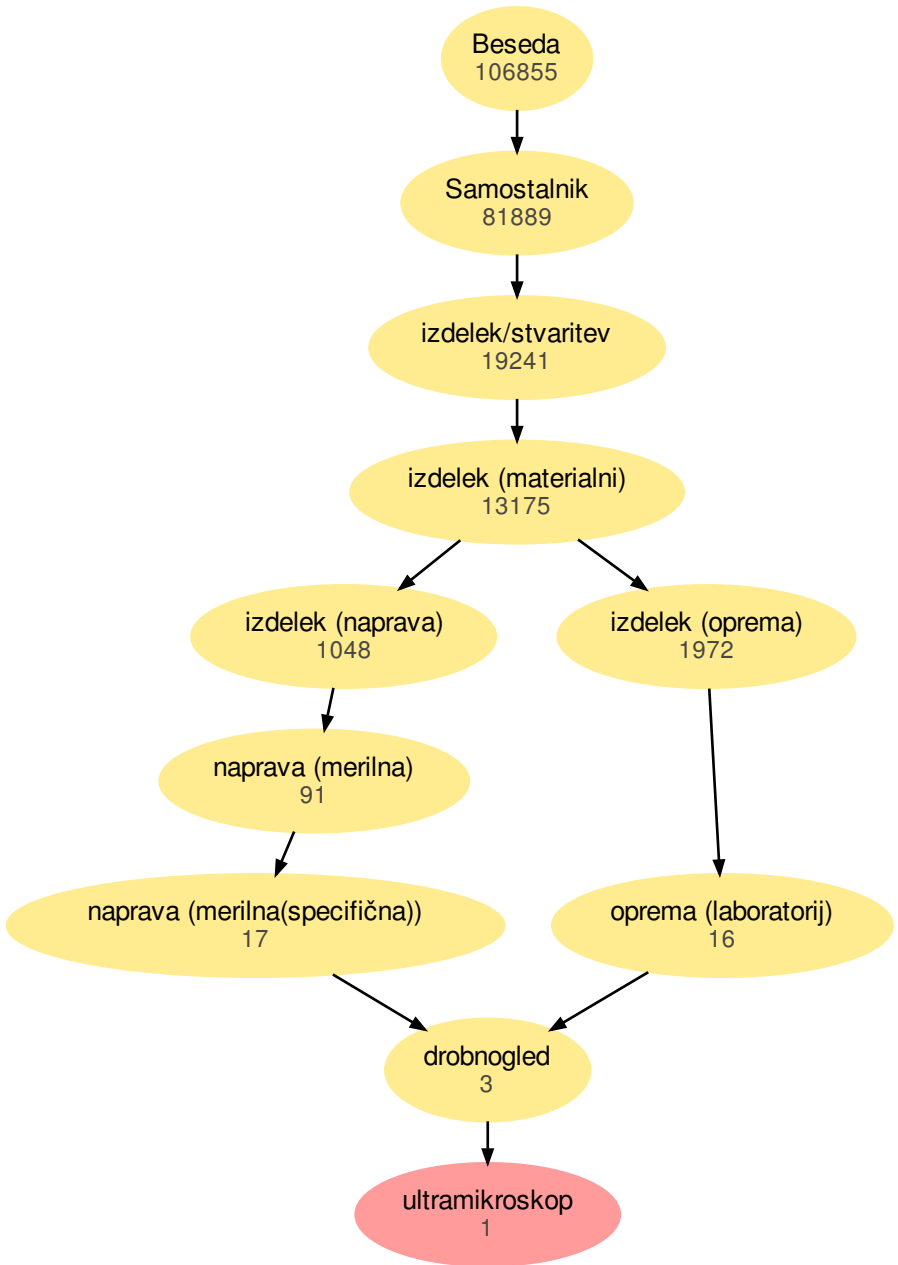 Beseda
106855
Samostalnik
81889
izdelek/stvaritev
19241
izdelek (materialni)
13175
izdelek (naprava)
1048
izdelek (oprema)
1972
naprava (merilna)
91
naprava (merilna(specifična))
17
oprema (laboratorij)
16
drobnogled
3
ultramikroskop
1